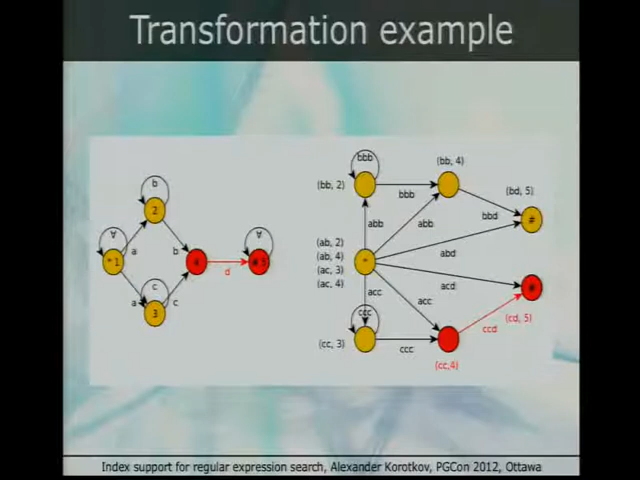 Transformation example
∀
* 1
a
a
b
2
c
3
b
c
4
d
∀
# 5
bbb
(bb, 2)
bbb
(bb, 4)
(bd, 5)
abb
abb
bbd
#
(ab, 2)
(ab, 4)
(ac, 3)
(ac, 4)
*
abd
acd
acc
acc
ccc
(cc, 3)
ccc
(cc,4)
ccd
(cd, 5)
#
Index support for regular expression search, Alexander Korotkov, PGCon 2012, Ottawa